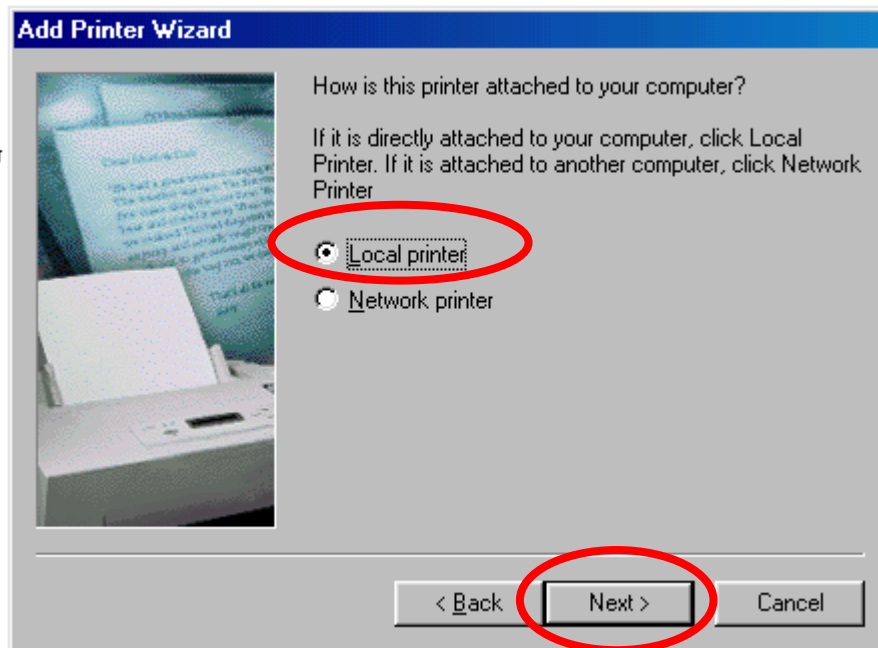 Add Printer Wizard
How is this printer attached to your computer?
If it is directly attached to your computer, click Local
Printer. If it is attached to another computer, click Network
Printer
Local printer
Network printer
< Back
Next >
Cancel